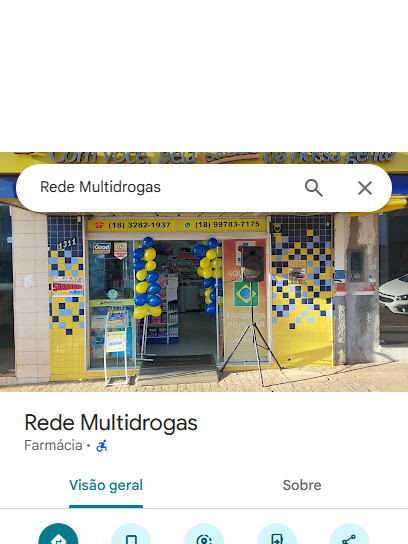 Com você, pela saúde da nossa gente
Rede Multidrogas
(18) 3282-1937 (18) 99783-7175
1311
Good!
AQUI
FARMÁCIA
POPULAR
Rede Multidrogas
Farmácia
Visão geral Sobre